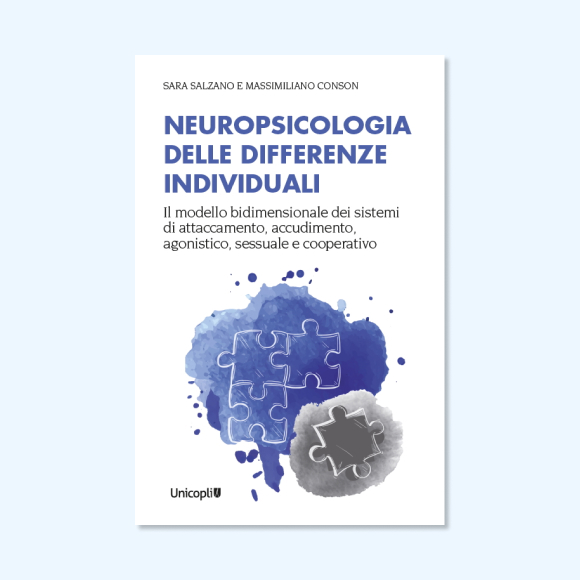 SARA SALZANO E MASSIMILIANO CONSON
NEUROPSICOLOGIA
DELLE DIFFERENZE
INDIVIDUALI
Il modello bidimensionale dei sistemi
di attaccamento, accudimento,
agonistico, sessuale e cooperativo
Unicopli